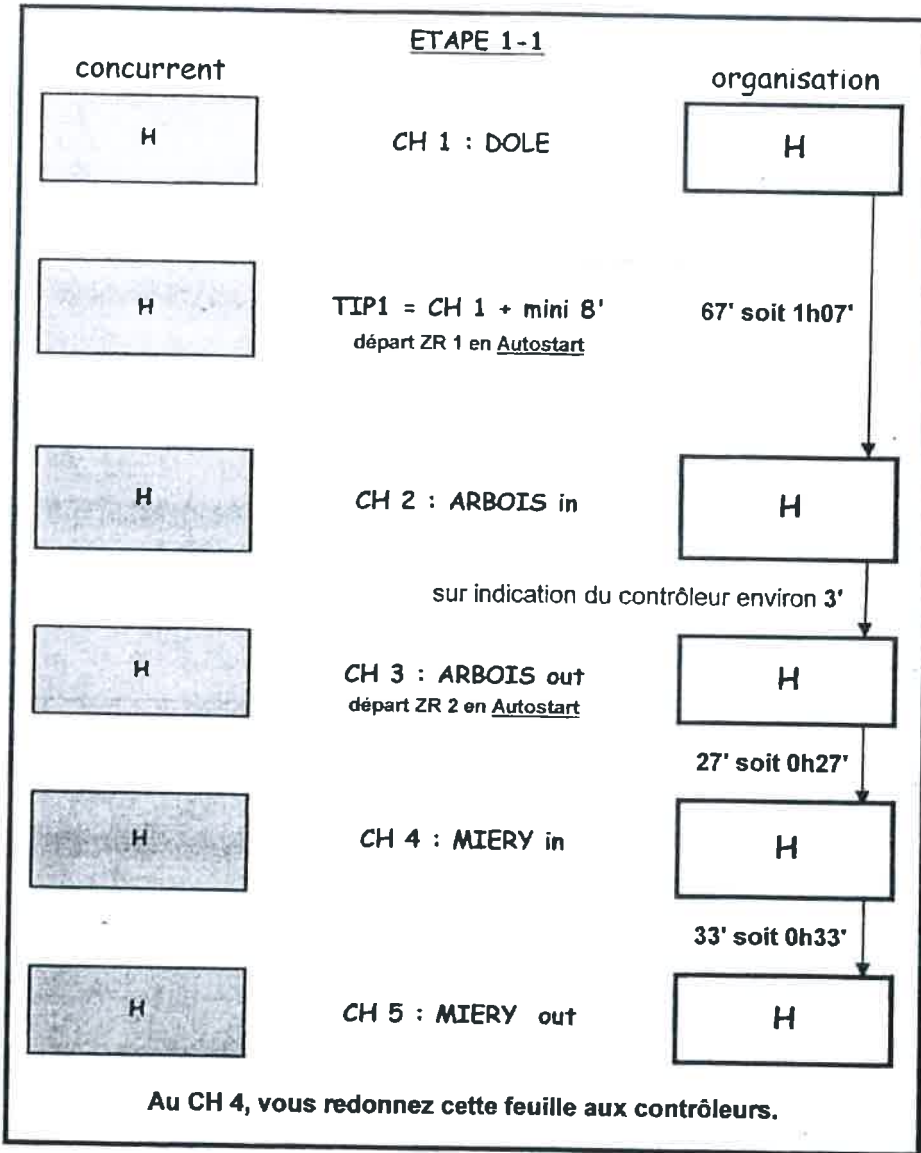 ETAPE 1-1
concurrent
organisation
H
CH 1 : DOLE
H
H
TIP1 = CH 1 + mini 8'
départ ZR 1 en Autostart
67' soit 1h07'
H
CH 2 : ARBOIS in
H
sur indication du contrôleur environ 3'
H
CH 3 : ARBOIS out
départ ZR 2 en Autostart
H
27' soit 0h27'
H
CH 4 : MIERY in
H
33' soit 0h33'
H
CH 5 : MIERY out
H
Au CH 4, vous redonnez cette feuille aux contrôleurs.